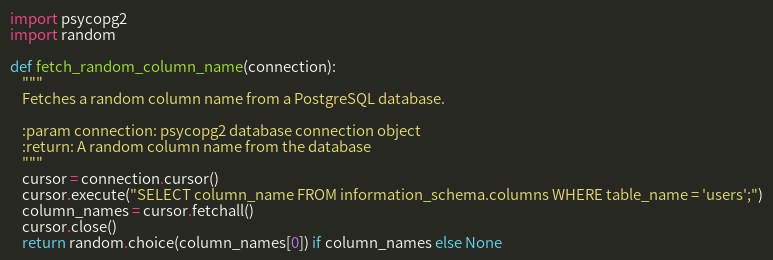 import psycopg2
import random

def fetch_random_column_name(connection):
    """
    Fetches a random column name from a PostgreSQL database.

    :param connection: psycopg2 database connection object
    :return: A random column name from the database
    """
    cursor = connection.cursor()
    cursor.execute("SELECT column_name FROM information_schema.columns WHERE table_name = 'users';")
    column_names = cursor.fetchall()
    cursor.close()
    return random.choice(column_names[0]) if column_names else None